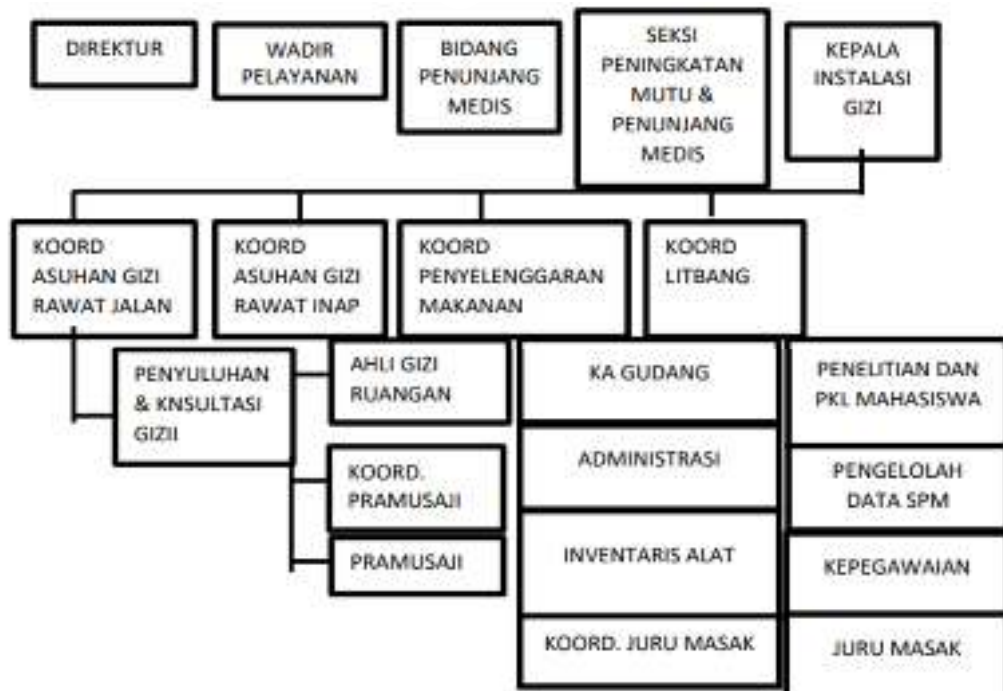 DIREKTUR
WADIR
PELAYANAN
BIDANG
PENUNJANG
MEDIS
SEKSI
PENINGKATAN
MUTU &
PENUNJANG
MEDIS
KEPALA
INSTALASI
GIZI
KOORD
ASUHAN GIZI
RAWAT JALAN
KOORD
ASUHAN GIZI
RAWAT INAP
KOORD
PENYELENGGARAN
MAKANAN
KOORD
LITBANG
PENYULUHAN
& KNSULTASI
GIZII
AHLI GIZI
RUANGAN
KOORD.
PRAMUSAJI
PRAMUSAJI
KA GUDANG
ADMINISTRASI
INVENTARIS ALAT
KOORD. JURU MASAK
PENELITIAN DAN
PKL MAHASISWA
PENGELOLAH
DATA SPM
KEPEGAWAIAN
JURU MASAK